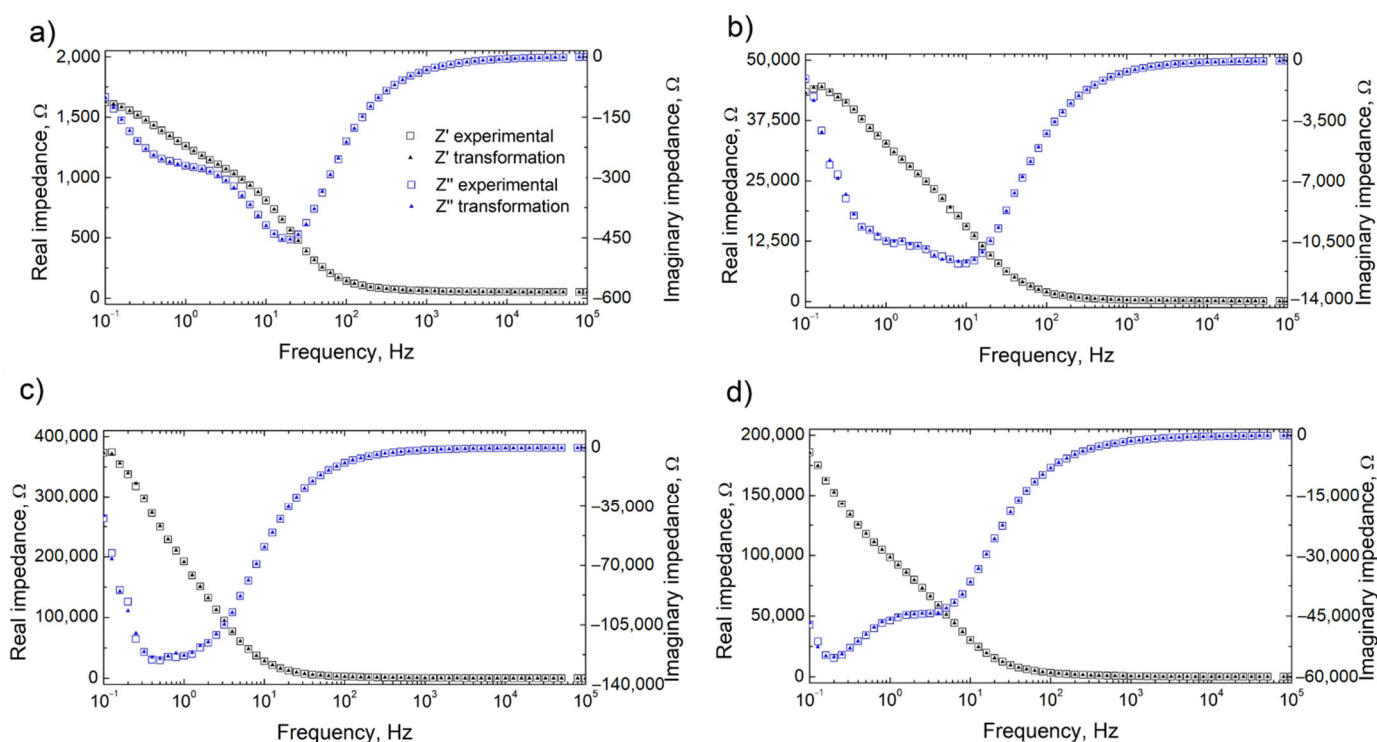 a)
2,000
1,500
1,000
500
0
Real impedance, Ω
0
−150
−300
−450
−600
Imaginary impedance, Ω
Z' experimental
Z' transformation
Z" experimental
Z" transformation
10⁻¹ 10⁰ 10¹ 10² 10³ 10⁴ 10⁵
Frequency, Hz
b)
50,000
37,500
25,000
12,500
0
Real impedance, Ω
0
−3,500
−7,000
−10,500
−14,000
Imaginary impedance, Ω
10⁻¹ 10⁰ 10¹ 10² 10³ 10⁴ 10⁵
Frequency, Hz
c)
400,000
300,000
200,000
100,000
0
Real impedance, Ω
0
−35,000
−70,000
−105,000
−140,000
Imaginary impedance, Ω
10⁻¹ 10⁰ 10¹ 10² 10³ 10⁴ 10⁵
Frequency, Hz
d)
200,000
150,000
100,000
50,000
0
Real impedance, Ω
0
−15,000
−30,000
−45,000
−60,000
Imaginary impedance, Ω
10⁻¹ 10⁰ 10¹ 10² 10³ 10⁴ 10⁵
Frequency, Hz